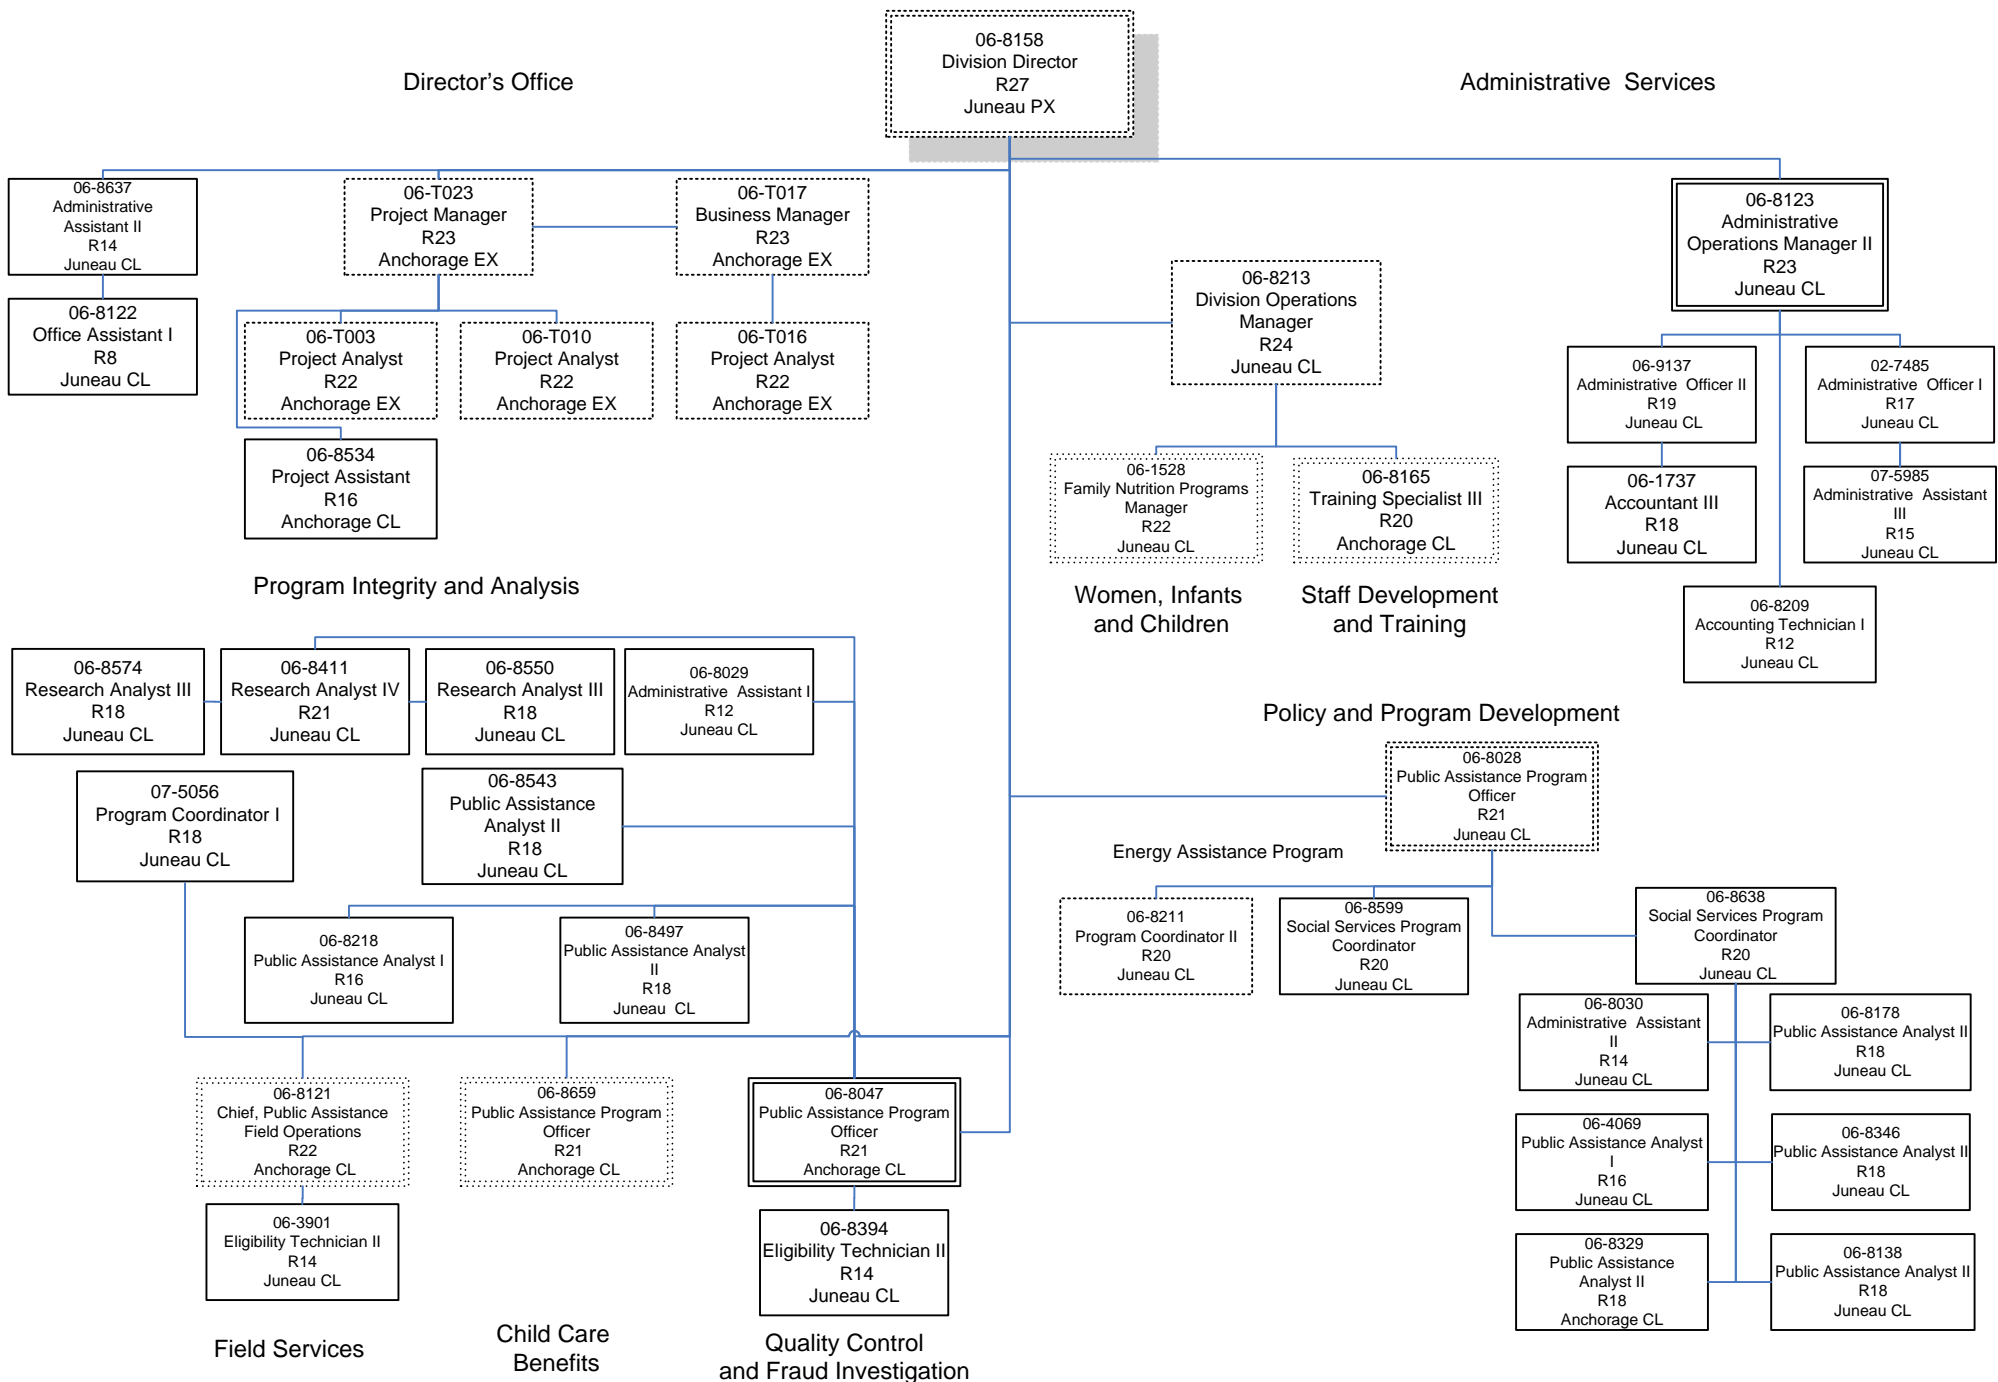 06-8158
Division Director
R27
Juneau PX
Director's Office
Administrative Services
06-8637
Administrative
Assistant II
R14
Juneau CL
06-T023
Project Manager
R23
Anchorage EX
06-T017
Business Manager
R23
Anchorage EX
06-8123
Administrative
Operations Manager II
R23
Juneau CL
06-8213
Division Operations
Manager
R24
Juneau CL
06-8122
Office Assistant I
R8
Juneau CL
06-T003
Project Analyst
R22
Anchorage EX
06-T010
Project Analyst
R22
Anchorage EX
06-T016
Project Analyst
R22
Anchorage EX
06-9137
Administrative Officer II
R19
Juneau CL
02-7485
Administrative Officer I
R17
Juneau CL
06-8534
Project Assistant
R16
Anchorage CL
06-1528
Family Nutrition Programs
Manager
R22
Juneau CL
06-8165
Training Specialist III
R20
Anchorage CL
06-1737
Accountant III
R18
Juneau CL
07-5985
Administrative Assistant
III
R15
Juneau CL
Program Integrity and Analysis
Women, Infants
and Children
Staff Development
and Training
06-8209
Accounting Technician I
R12
Juneau CL
06-8574
Research Analyst III
R18
Juneau CL
06-8411
Research Analyst IV
R21
Juneau CL
06-8550
Research Analyst III
R18
Juneau CL
06-8029
Administrative Assistant I
R12
Juneau CL
Policy and Program Development
07-5056
Program Coordinator I
R18
Juneau CL
06-8543
Public Assistance
Analyst II
R18
Juneau CL
06-8028
Public Assistance Program
Officer
R21
Juneau CL
Energy Assistance Program
06-8218
Public Assistance Analyst I
R16
Juneau CL
06-8497
Public Assistance Analyst
II
R18
Juneau CL
06-8211
Program Coordinator II
R20
Juneau CL
06-8599
Social Services Program
Coordinator
R20
Juneau CL
06-8638
Social Services Program
Coordinator
R20
Juneau CL
06-8030
Administrative Assistant
II
R14
Juneau CL
06-8178
Public Assistance Analyst II
R18
Juneau CL
06-8121
Chief, Public Assistance
Field Operations
R22
Anchorage CL
06-8659
Public Assistance Program
Officer
R21
Anchorage CL
06-8047
Public Assistance Program
Officer
R21
Anchorage CL
06-4069
Public Assistance Analyst
I
R16
Juneau CL
06-8346
Public Assistance Analyst II
R18
Juneau CL
06-3901
Eligibility Technician II
R14
Juneau CL
06-8394
Eligibility Technician II
R14
Juneau CL
06-8329
Public Assistance
Analyst II
R18
Anchorage CL
06-8138
Public Assistance Analyst II
R18
Juneau CL
Field Services
Child Care
Benefits
Quality Control
and Fraud Investigation